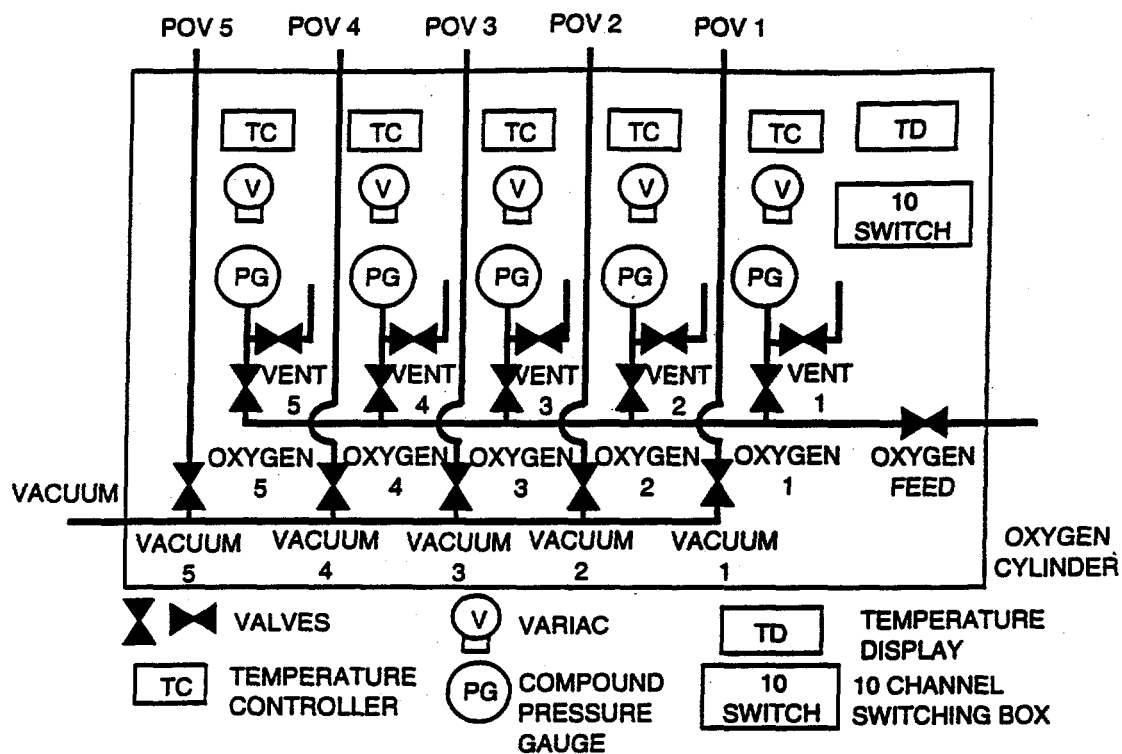 POV 5 POV 4 POV 3 POV 2 POV 1
TC TC TC TC TC TD
V V V V V
10
SWITCH
PG PG PG PG PG
VENT VENT VENT VENT VENT
5 4 3 2 1
OXYGEN OXYGEN OXYGEN OXYGEN OXYGEN OXYGEN
5 4 3 2 1 FEED
VACUUM
VACUUM VACUUM VACUUM VACUUM VACUUM
5 4 3 2 1
OXYGEN
CYLINDER
VALVES
V VARIAC
TD TEMPERATURE
DISPLAY
TC TEMPERATURE
CONTROLLER
PG COMPOUND
PRESSURE
GAUGE
10
SWITCH
10 CHANNEL
SWITCHING BOX